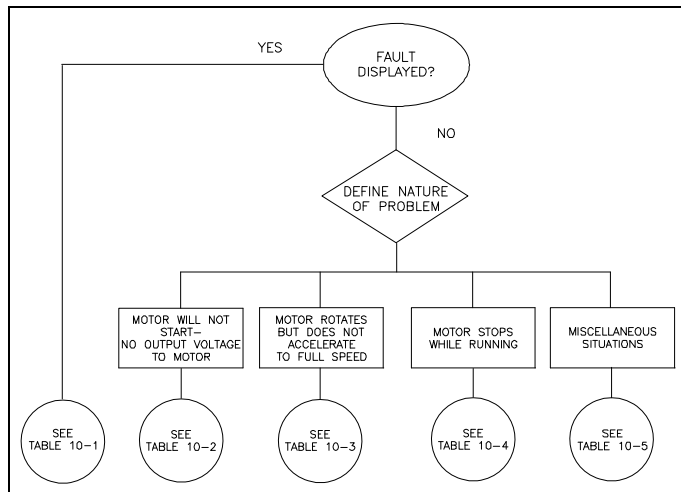 FAULT
DISPLAYED?
YES
NO
DEFINE NATURE
OF PROBLEM
MOTOR WILL NOT
START—
NO OUTPUT VOLTAGE
TO MOTOR
MOTOR ROTATES
BUT DOES NOT
ACCELERATE
TO FULL SPEED
MOTOR STOPS
WHILE RUNNING
MISCELLANEOUS
SITUATIONS
SEE
TABLE 10-1
SEE
TABLE 10-2
SEE
TABLE 10-3
SEE
TABLE 10-4
SEE
TABLE 10-5